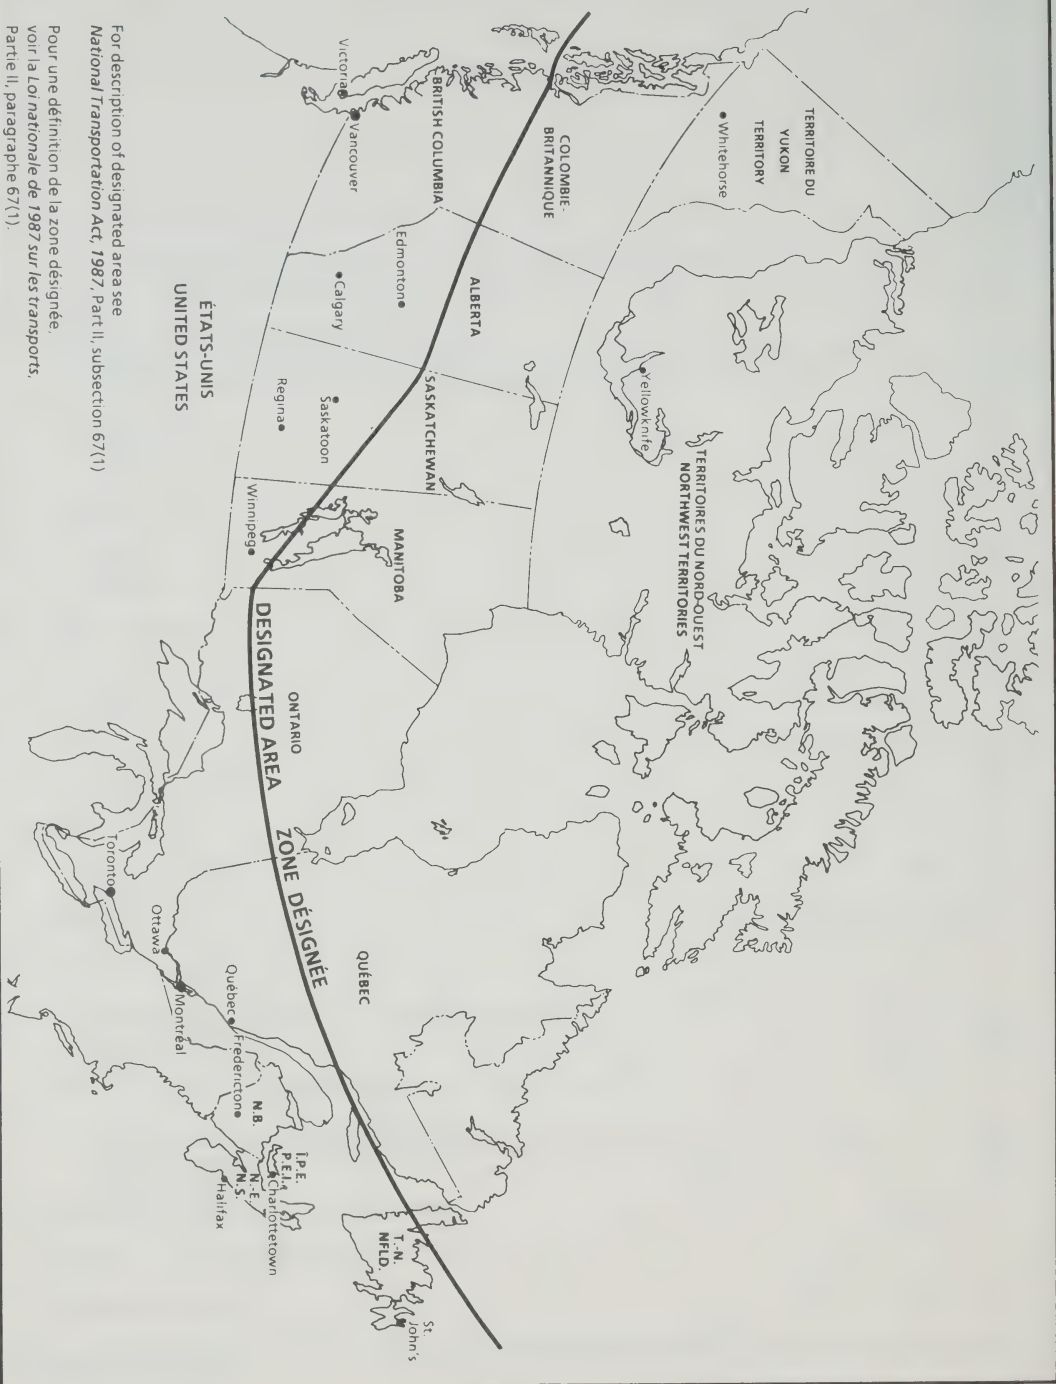 TERRITOIRE DU
YUKON
TERRITORY
Whitehorse
COLOMBIE-
BRITANNIQUE
BRITISH COLUMBIA
Victoria
Vancouver
TERRITOIRES DU NORD-OUEST
NORTHWEST TERRITORIES
Yellowknife
ALBERTA
Edmonton
Calgary
SASKATCHEWAN
Saskatoon
Regina
MANITOBA
Winnipeg
ÉTATS-UNIS
UNITED STATES
ONTARIO
DESIGNATED AREA
ZONE DÉSIGNÉE
Toronto
Ottawa
QUÉBEC
Montréal
Québec
Fredericton
N.B.
Î.P.E.
P.E.I.
Charlottetown
N.-E.
N.S.
Halifax
T.-N.
NFLD.
St.
John's
For description of designated area see
National Transportation Act, 1987, Part II, subsection 67(1)
Pour une définition de la zone désignée,
voir la Loi nationale de 1987 sur les transports,
Partie II, paragraphe 67(1).